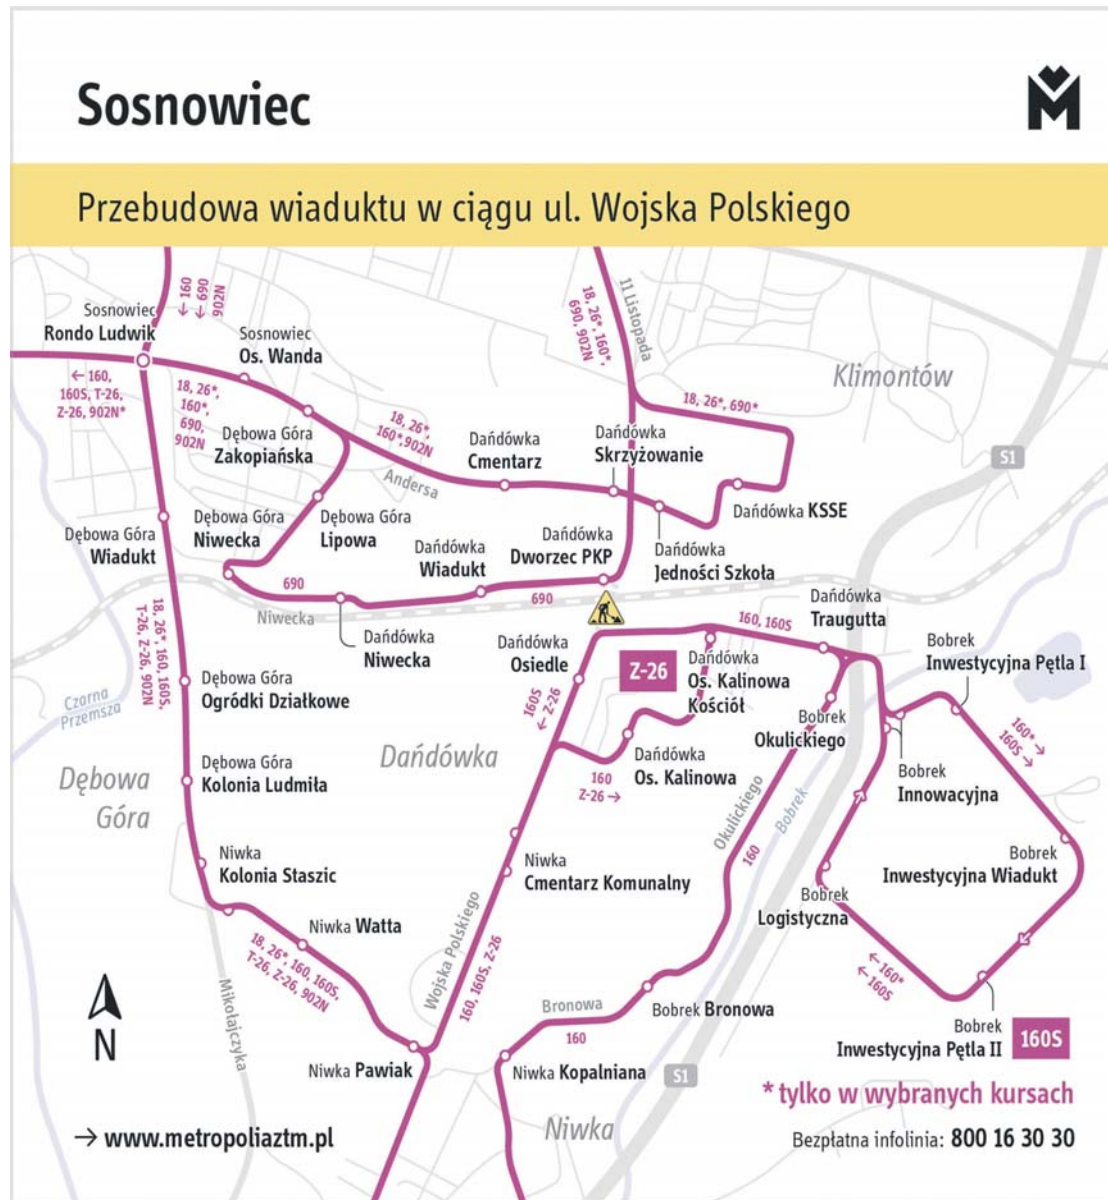 Sosnowiec
Przebudowa wiaduktu w ciągu ul. Wojska Polskiego
← 160
← 690
902N
Sosnowiec
Rondo Ludwik
Sosnowiec
Os. Wanda
18, 26*, 160*,
690, 902N
11 Listopada
Klimontów
← 160,
160S, T-26,
Z-26, 902N*
18, 26*,
160*,
690,
902N
18, 26*,
160*,902N
18, 26*, 690*
Dębowa Góra
Zakopiańska
Dańdówka
Cmentarz
Dańdówka
Skrzyżowanie
S1
Andersa
Dębowa Góra
Wiadukt
Dębowa Góra
Niwecka
Dębowa Góra
Lipowa
Dańdówka
Wiadukt
Dańdówka
Dworzec PKP
Dańdówka
Jedności Szkoła
Dańdówka KSSE
690
690
Niwecka
Dańdówka
Niwecka
Dańdówka
Osiedle
160, 160S
Dańdówka
Traugutta
Bobrek
Inwestycyjna Pętla I
18, 26*, 160, 160S,
T-26, Z-26, 902N
Z-26
Dańdówka
Os. Kalinowa
Kościół
Czarna
Przemsza
Dębowa Góra
Ogródki Działkowe
160S
← Z-26
Bobrek
Okulickiego
160* →
160S →
Dańdówka
Dańdówka
Os. Kalinowa
160
Z-26 →
Dębowa
Góra
Dębowa Góra
Kolonia Ludmiła
Bobrek
Innowacyjna
Okulickiego
Bobrek
160
Niwka
Kolonia Staszic
Niwka
Cmentarz Komunalny
Bobrek
Inwestycyjna Wiadukt
Bobrek
Logistyczna
Niwka Watta
18, 26*, 160, 160S,
T-26, Z-26, 902N
Wojska Polskiego
160, 160S, Z-26
← 160*
← 160S
Mikołajczyka
N
Bronowa
160
Bobrek Bronowa
Bobrek
Inwestycyjna Pętla II
160S
Niwka Pawiak
Niwka Kopalniana
S1
* tylko w wybranych kursach
Niwka
→ www.metropoliaztm.pl
Bezpłatna infolinia: 800 16 30 30